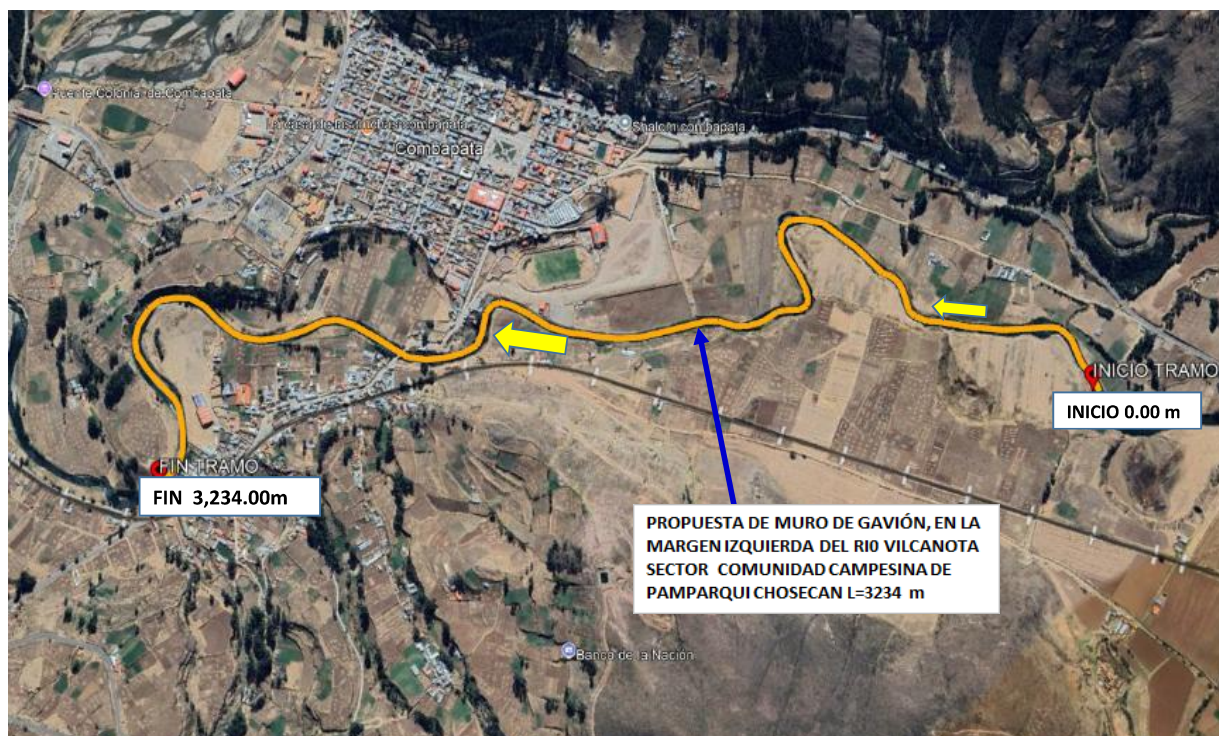 Puente Colonial de Combapata
Combapata
Shalom combapata
INICIO TRAMO
INICIO 0.00 m
FIN TRAMO
FIN 3,234.00m
PROPUESTA DE MURO DE GAVIÓN, EN LA
MARGEN IZQUIERDA DEL RI0 VILCANOTA
SECTOR COMUNIDAD CAMPESINA DE
PAMPARQUI CHOSECAN L=3234 m
Banco de la Nación